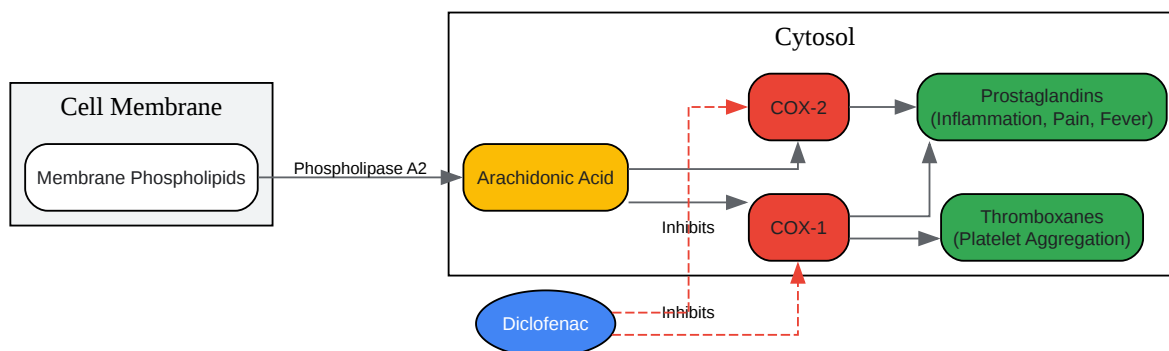 Cytosol
Cell Membrane
COX-2
Prostaglandins
(Inflammation, Pain, Fever)
Membrane Phospholipids
Phospholipase A2
Arachidonic Acid
Inhibits
COX-1
Thromboxanes
(Platelet Aggregation)
Diclofenac
Inhibits